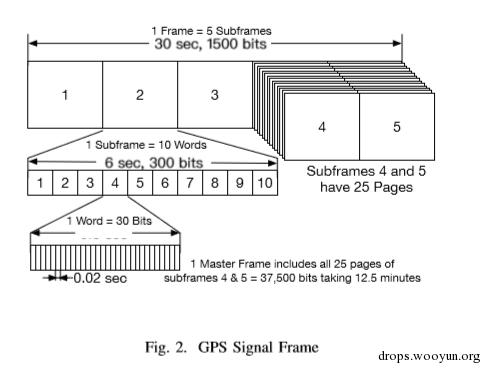 1 Frame = 5 Subframes
30 sec, 1500 bits
1
2
3
4
5
1 Subframe = 10 Words
6 sec, 300 bits
Subframes 4 and 5
have 25 Pages
1 2 3 4 5 6 7 8 9 10
1 Word = 30 Bits
0.02 sec
1 Master Frame includes all 25 pages of
subframes 4 & 5 = 37,500 bits taking 12.5 minutes
Fig. 2. GPS Signal Frame
drops.wooyun.org